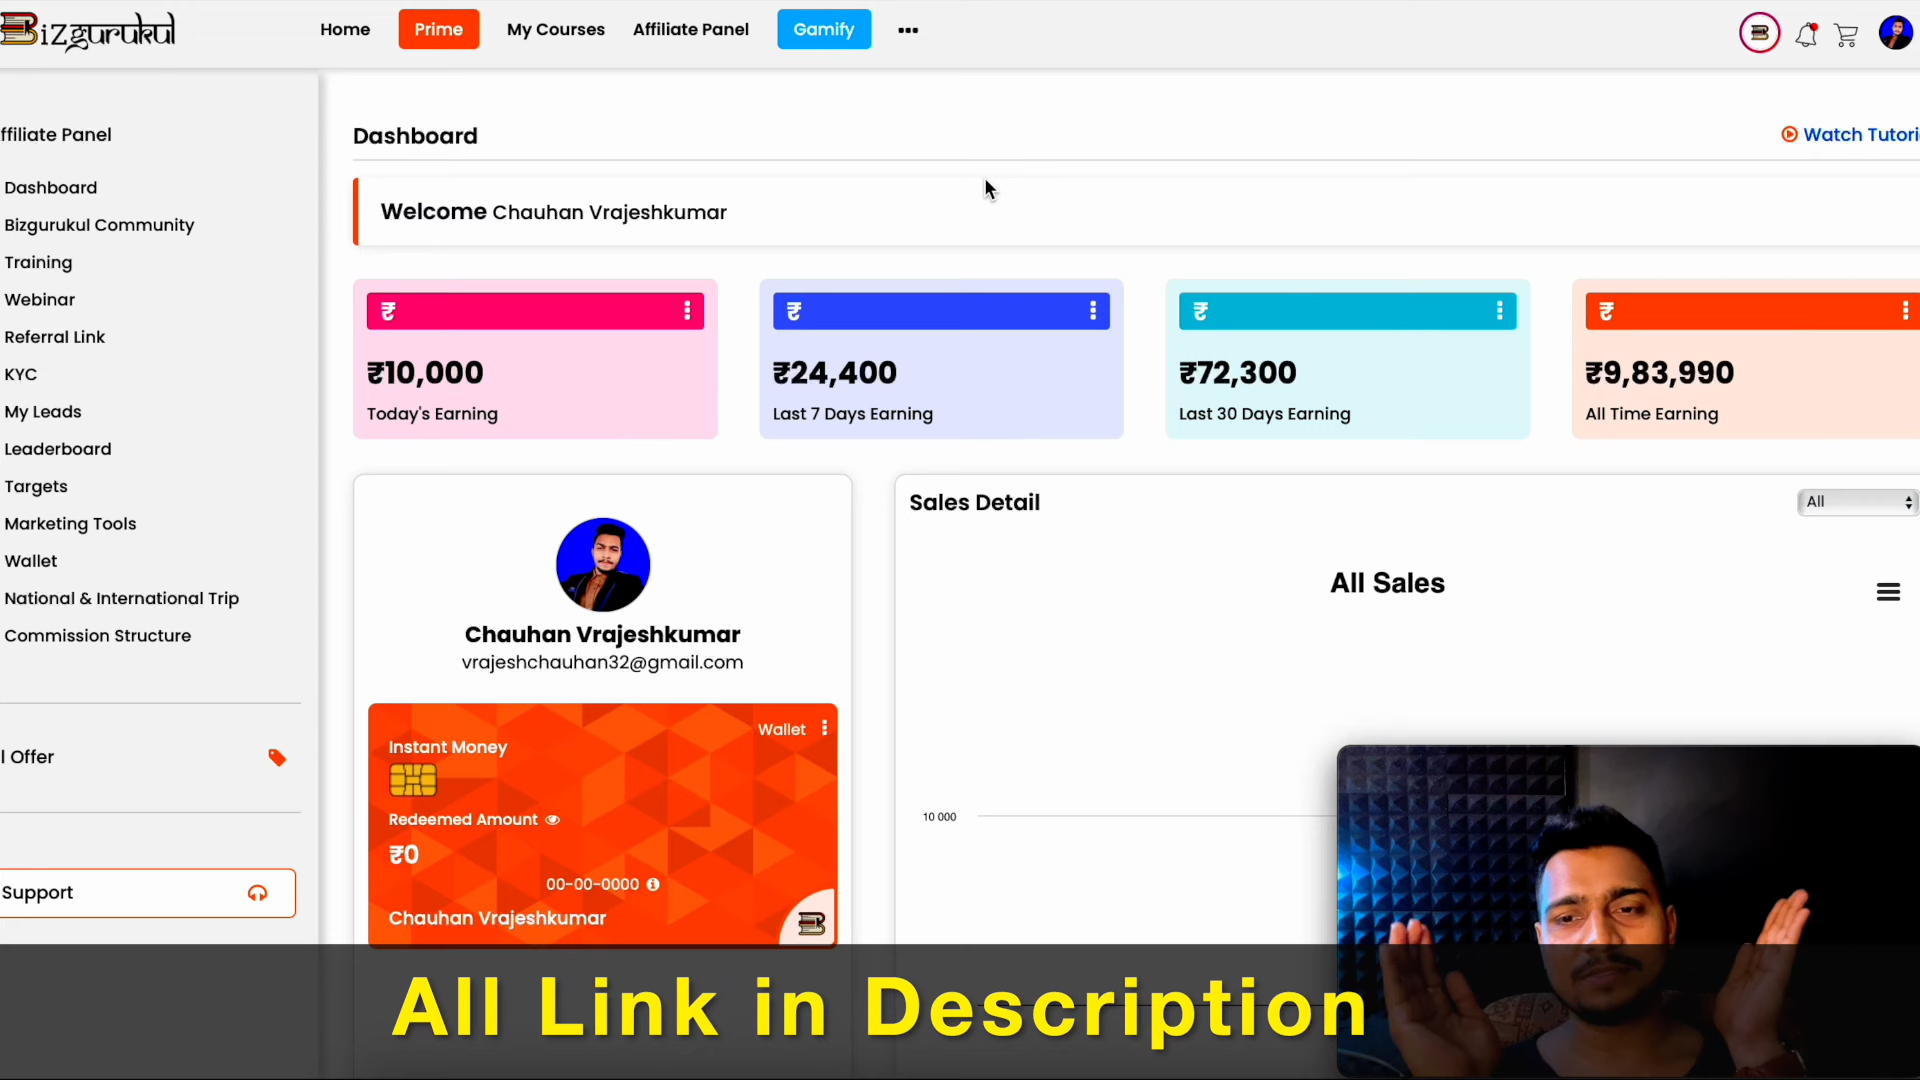 Bizgurukul
Home
Prime
My Courses
Affiliate Panel
Gamify
ffiliate Panel
Dashboard
Bizgurukul Community
Training
Webinar
Referral Link
KYC
My Leads
Leaderboard
Targets
Marketing Tools
Wallet
National & International Trip
Commission Structure
l Offer
Support
Dashboard
Watch Tutori
Welcome Chauhan Vrajeshkumar
₹
₹10,000
Today's Earning
₹
₹24,400
Last 7 Days Earning
₹
₹72,300
Last 30 Days Earning
₹
₹9,83,990
All Time Earning
Chauhan Vrajeshkumar
vrajeshchauhan32@gmail.com
Wallet
Instant Money
Redeemed Amount
₹0
00-00-0000
Chauhan Vrajeshkumar
Sales Detail
All
All Sales
10 000
All Link in Description